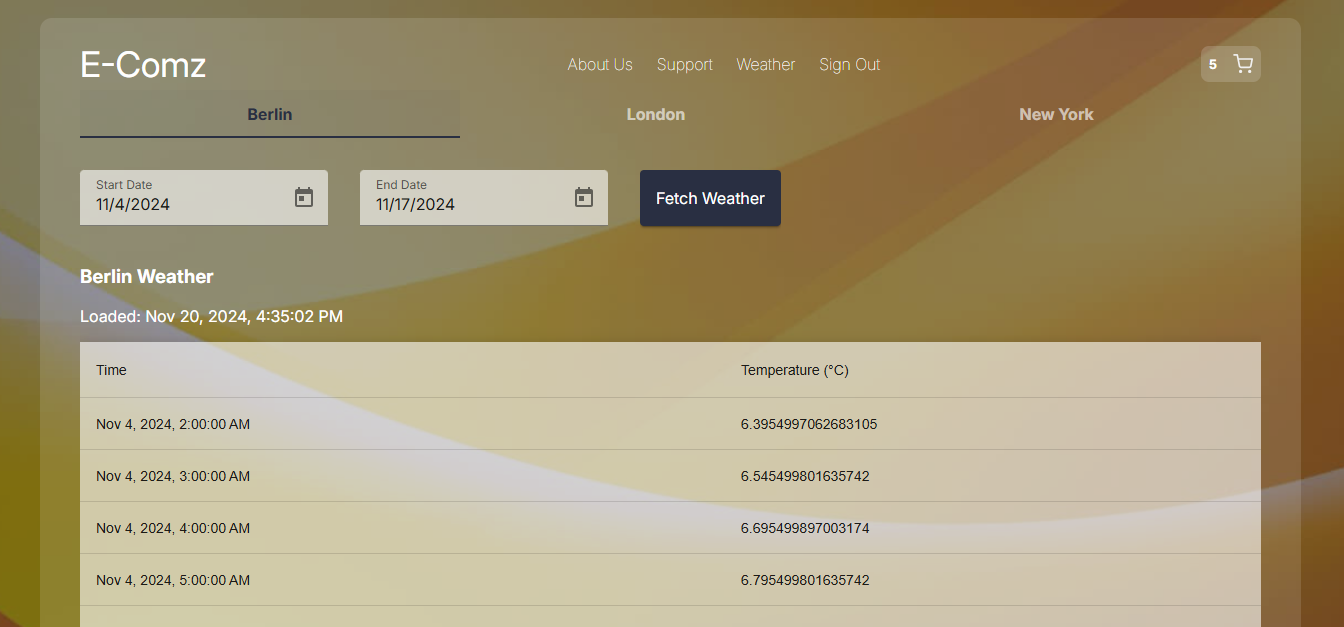 E-Comz
About Us Support Weather Sign Out
5
Berlin London New York
Start Date
11/4/2024
End Date
11/17/2024
Fetch Weather
Berlin Weather
Loaded: Nov 20, 2024, 4:35:02 PM
Time Temperature (°C)
Nov 4, 2024, 2:00:00 AM 6.3954997062683105
Nov 4, 2024, 3:00:00 AM 6.545499801635742
Nov 4, 2024, 4:00:00 AM 6.695499897003174
Nov 4, 2024, 5:00:00 AM 6.795499801635742